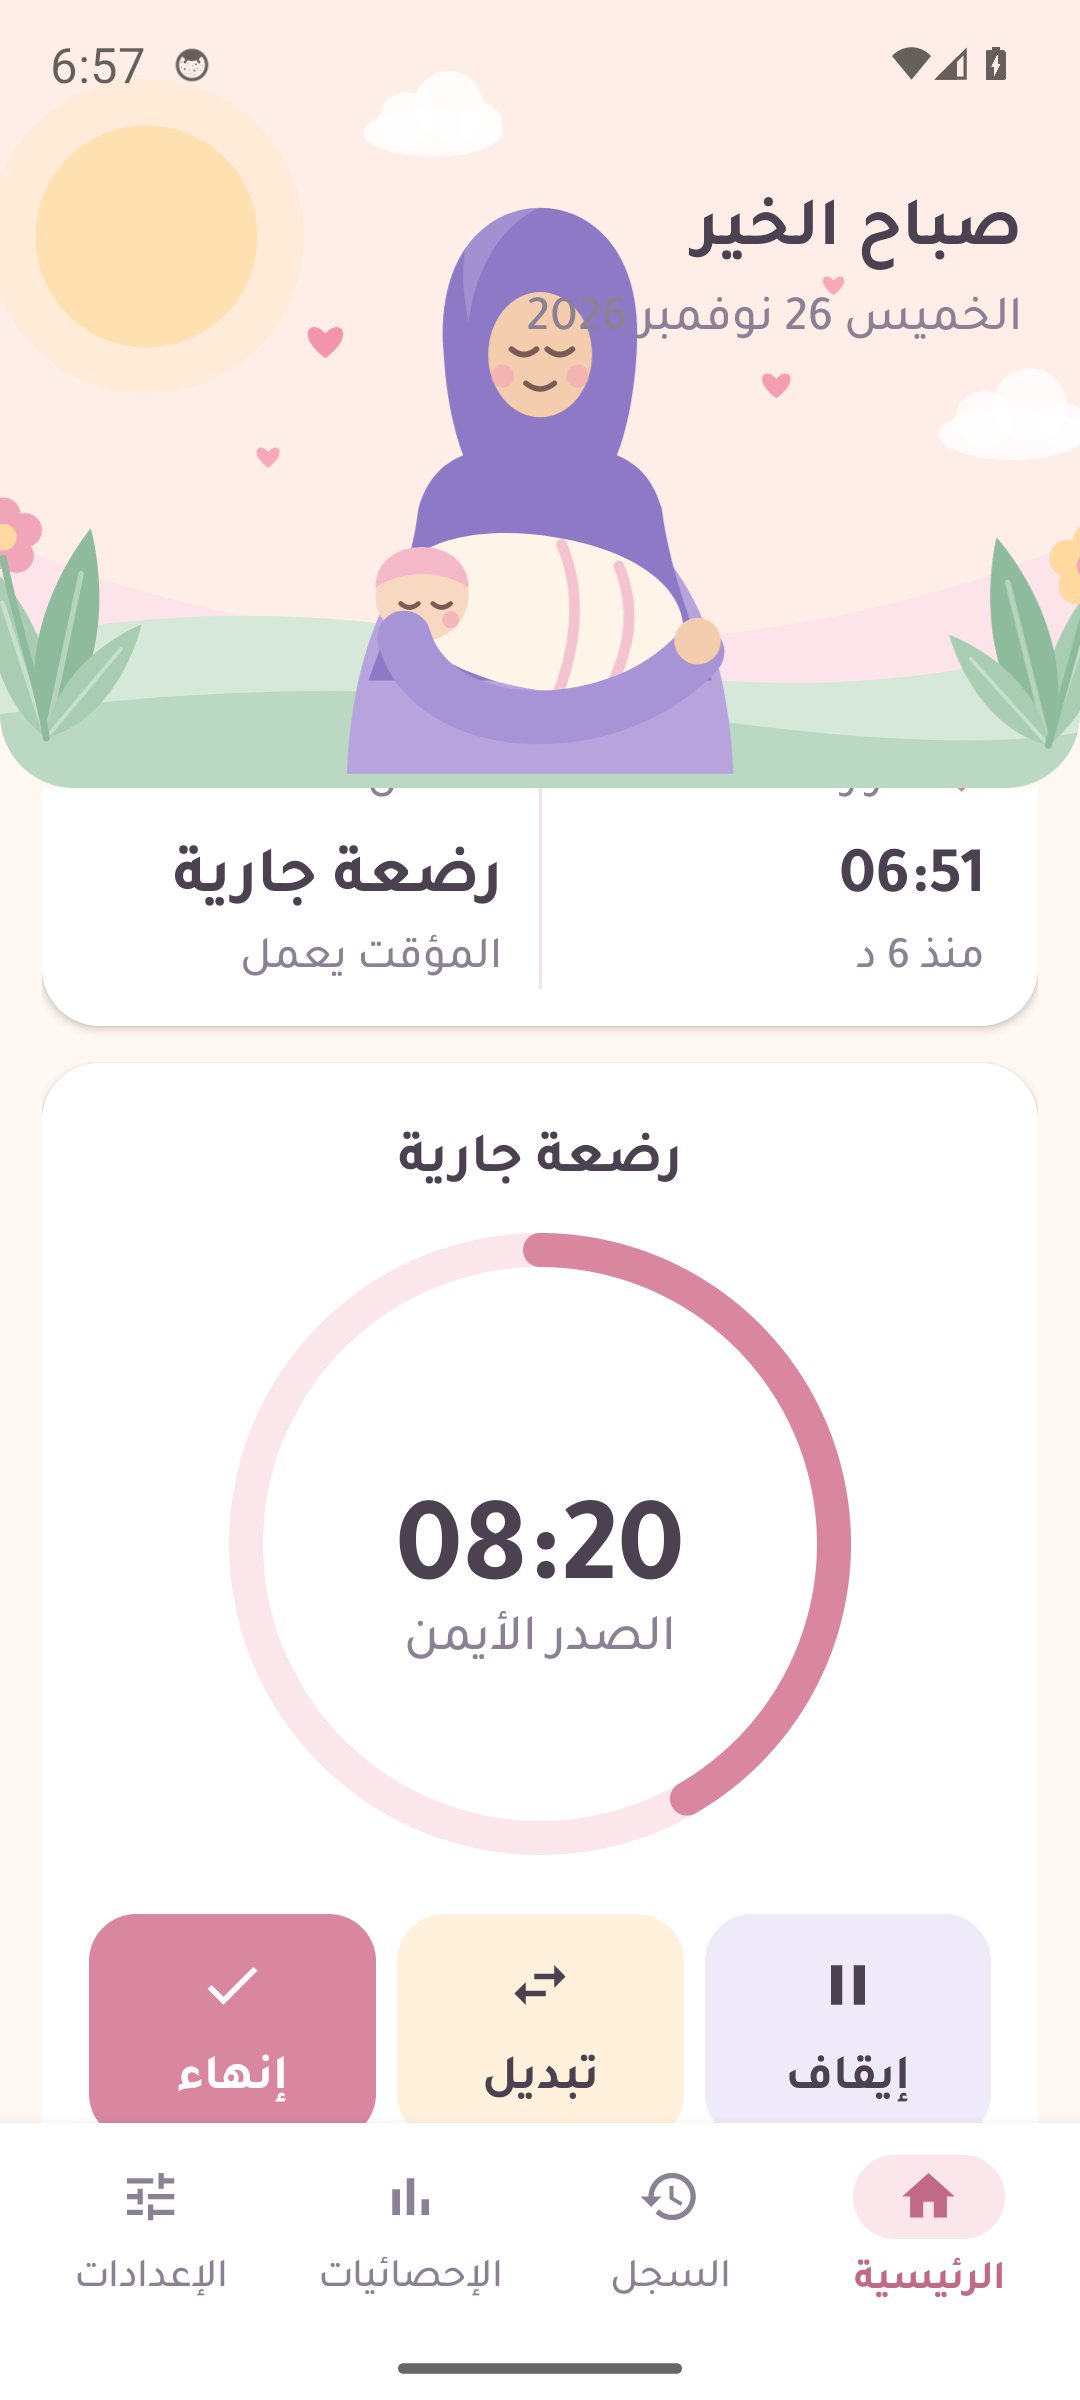 6:57
صباح الخير
الخميس 26 نوفمبر 2026
06:51
منذ 6 د
رضعة جارية
المؤقت يعمل
رضعة جارية
08:20
الصدر الأيمن
إيقاف
تبديل
إنهاء
الرئيسية
السجل
الإحصائيات
الإعدادات